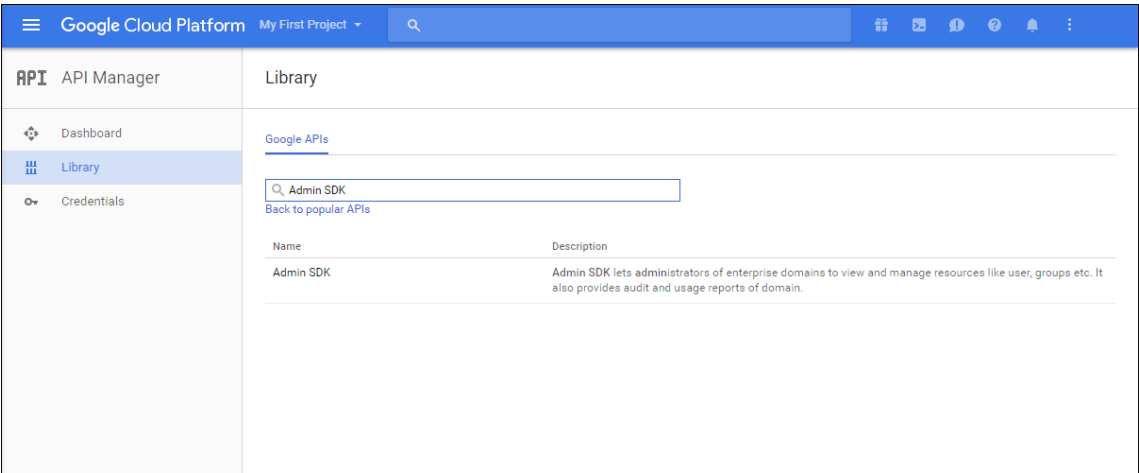 Google Cloud Platform My First Project
API API Manager
Library
Dashboard
Library
Credentials
Google APIs
Admin SDK
Back to popular APIs
Name Description
Admin SDK Admin SDK lets administrators of enterprise domains to view and manage resources like user, groups etc. It
also provides audit and usage reports of domain.